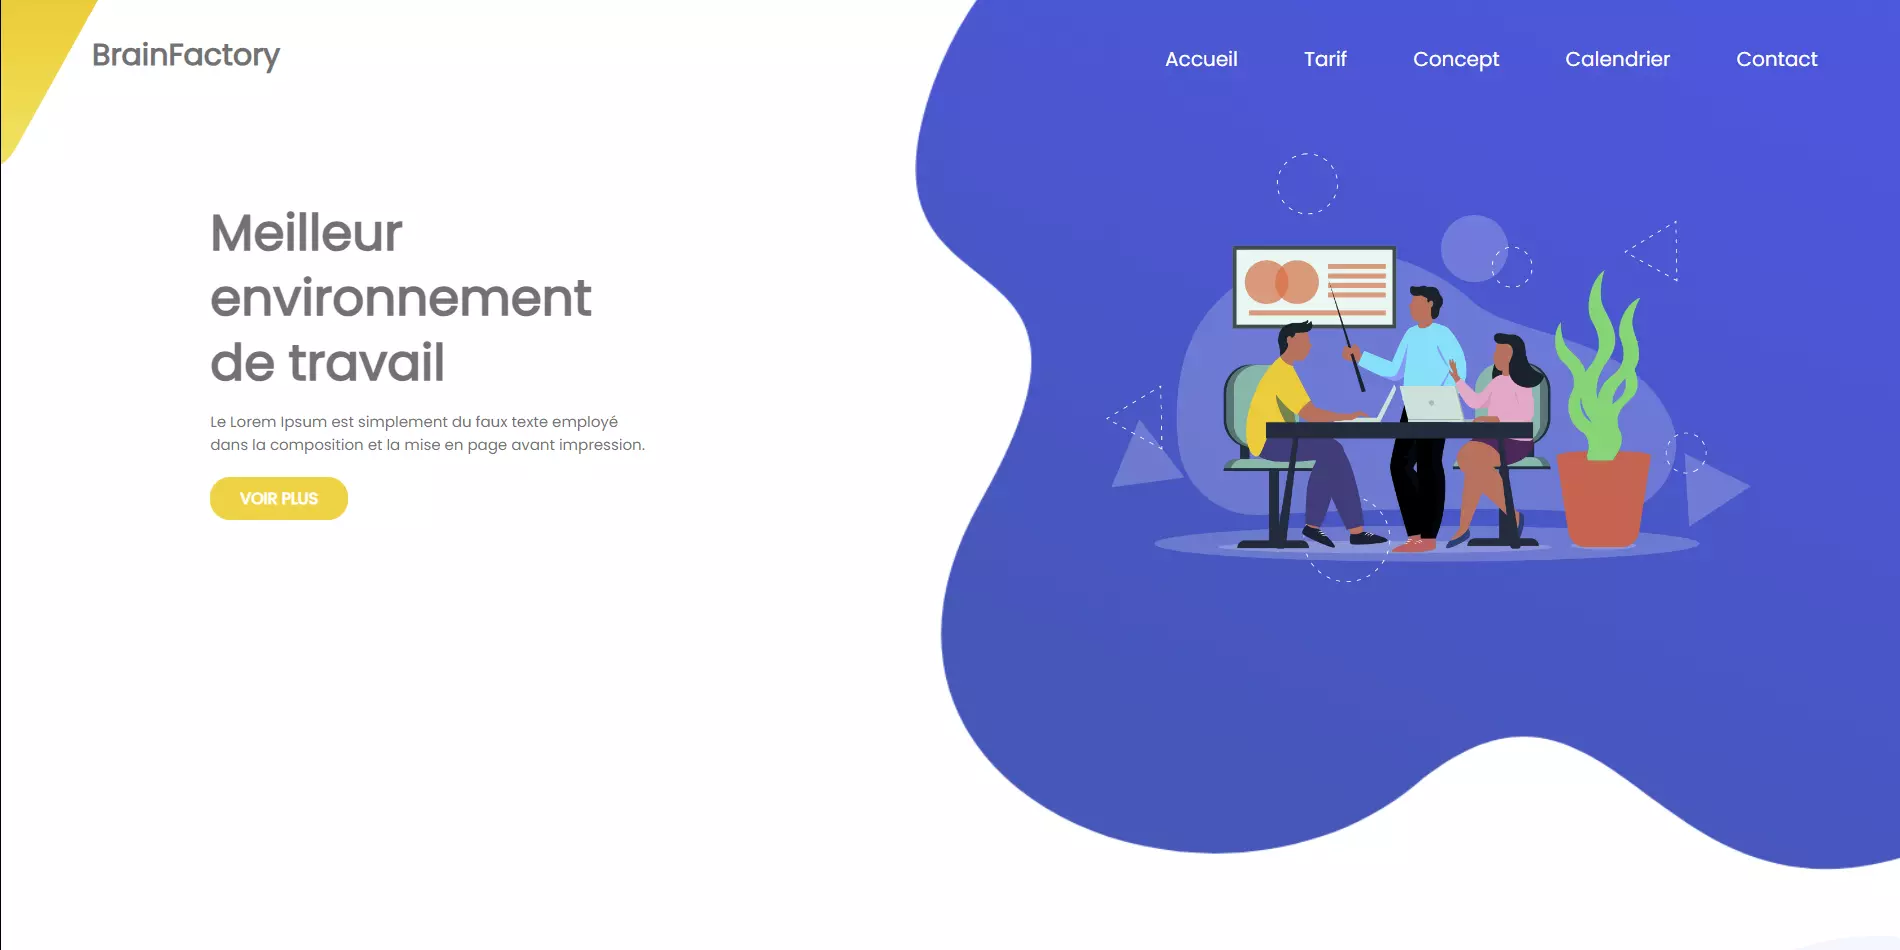 BrainFactory
Accueil Tarif Concept Calendrier Contact
Meilleur
environnement
de travail
Le Lorem Ipsum est simplement du faux texte employé
dans la composition et la mise en page avant impression.
VOIR PLUS